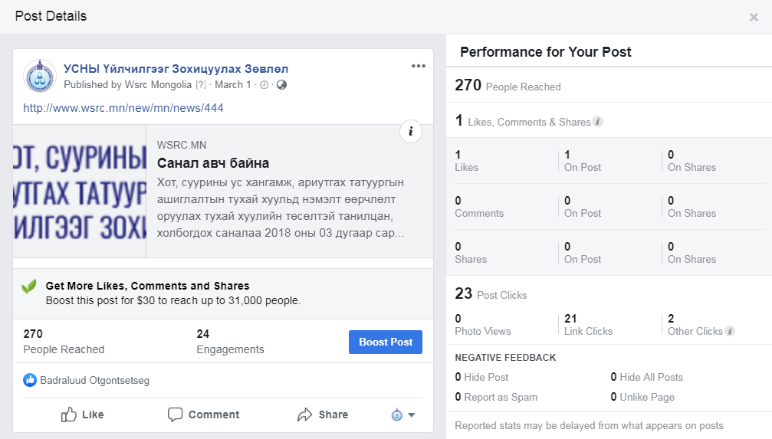 Post Details
УСНЫ Үйлчилгээг Зохицуулах Зөвлөл
Published by Wsrc Mongolia [?] · March 1 ·
http://www.wsrc.mn/new/mn/news/444
ОТ, СУУРИНЫ
УТГАХ ТАТУУР
ИЛГЭЭГ ЗОХИ
WSRC.MN
Санал авч байна
Хот, суурины ус хангамж, ариутгах татуургын
ашиглалтын тухай хуульд нэмэлт өөрчлөлт
оруулах тухай хуулийн төсөлтэй танилцан,
холбогдох саналаа 2018 оны 03 дугаар сар...
Get More Likes, Comments and Shares
Boost this post for $30 to reach up to 31,000 people.
270
People Reached
24
Engagements
Boost Post
Badraluud Otgontsetseg
Like
Comment
Share
Performance for Your Post
270 People Reached
1 Likes, Comments & Shares
1
Likes
1
On Post
0
On Shares
0
Comments
0
On Post
0
On Shares
0
Shares
0
On Post
0
On Shares
23 Post Clicks
0
Photo Views
21
Link Clicks
2
Other Clicks
NEGATIVE FEEDBACK
0 Hide Post
0 Hide All Posts
0 Report as Spam
0 Unlike Page
Reported stats may be delayed from what appears on posts